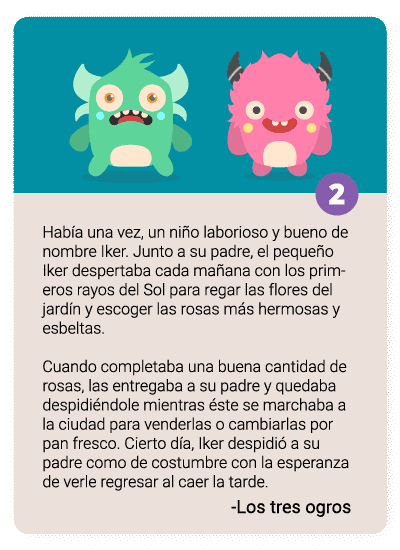 2
Había una vez, un niño laborioso y bueno de
nombre Iker. Junto a su padre, el pequeño
Iker despertaba cada mañana con los prim-
eros rayos del Sol para regar las flores del
jardín y escoger las rosas más hermosas y
esbeltas.
Cuando completaba una buena cantidad de
rosas, las entregaba a su padre y quedaba
despidiéndole mientras éste se marchaba a
la ciudad para venderlas o cambiarlas por
pan fresco. Cierto día, Iker despidió a su
padre como de costumbre con la esperanza
de verle regresar al caer la tarde.
-Los tres ogros